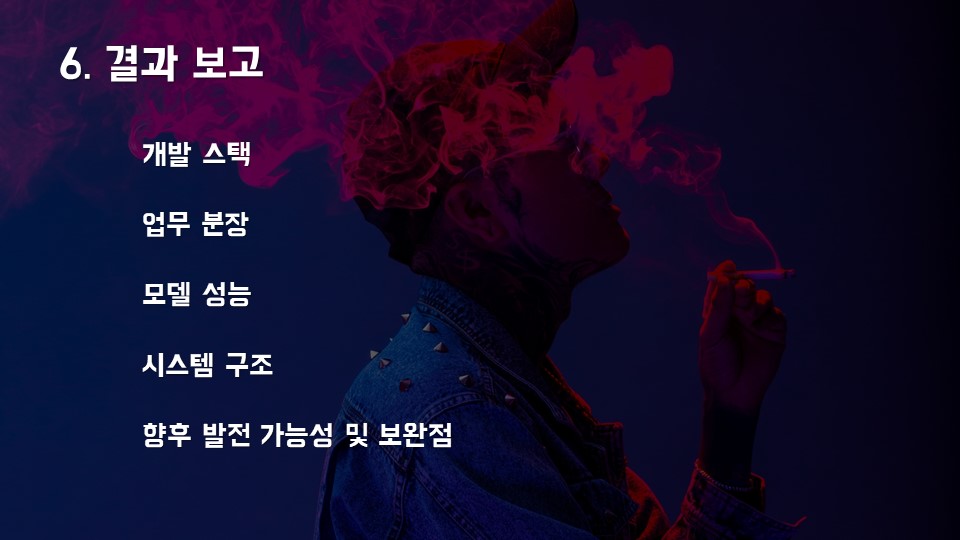 6. 결과 보고
개발 스택
업무 분장
모델 성능
시스템 구조
향후 발전 가능성 및 보완점